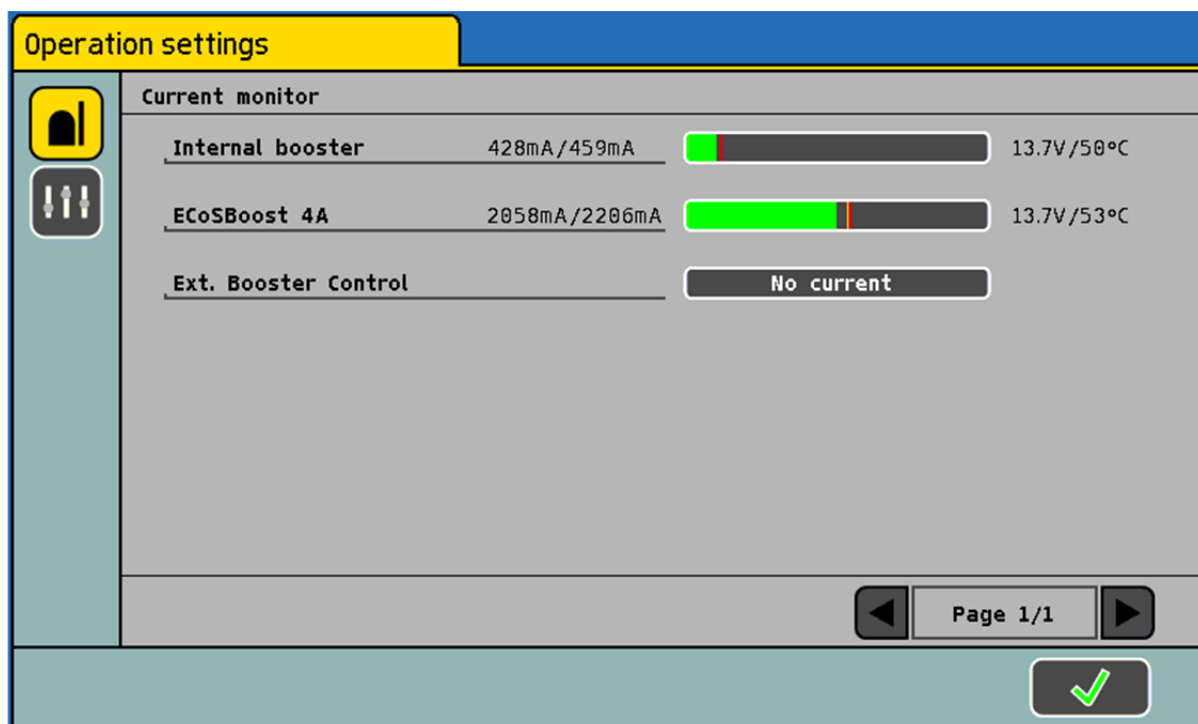 Operation settings
Current monitor
Internal booster 428mA/459mA 13.7V/50°C
ECoSBoost 4A 2058mA/2206mA 13.7V/53°C
Ext. Booster Control No current
Page 1/1